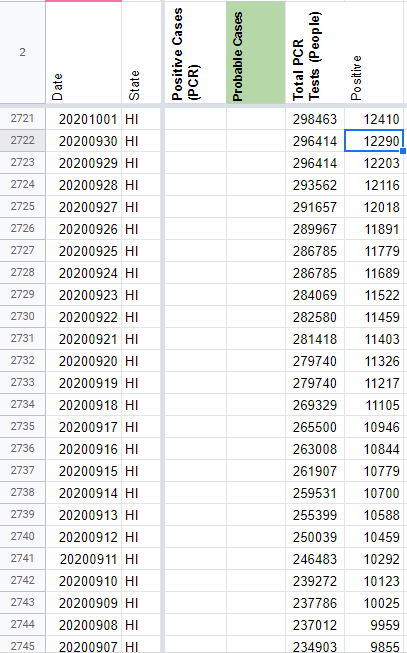 2 Date State Positive Cases (PCR) Probable Cases Total PCR Tests (People) Positive
2721 20201001 HI 298463 12410
2722 20200930 HI 296414 12290
2723 20200929 HI 296414 12203
2724 20200928 HI 293562 12116
2725 20200927 HI 291657 12018
2726 20200926 HI 289967 11891
2727 20200925 HI 286785 11779
2728 20200924 HI 286785 11689
2729 20200923 HI 284069 11522
2730 20200922 HI 282580 11459
2731 20200921 HI 281418 11403
2732 20200920 HI 279740 11326
2733 20200919 HI 279740 11217
2734 20200918 HI 269329 11105
2735 20200917 HI 265500 10946
2736 20200916 HI 263008 10844
2737 20200915 HI 261907 10779
2738 20200914 HI 259531 10700
2739 20200913 HI 255399 10588
2740 20200912 HI 250039 10459
2741 20200911 HI 246483 10292
2742 20200910 HI 239272 10123
2743 20200909 HI 237786 10025
2744 20200908 HI 237012 9959
2745 20200907 HI 234903 9855